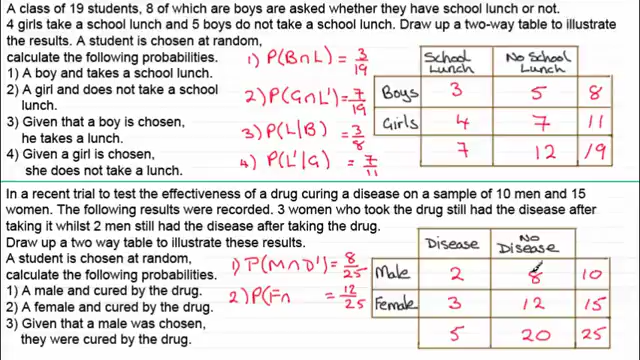 A class of 19 students, 8 of which are boys are asked whether they have school lunch or not.
4 girls take a school lunch and 5 boys do not take a school lunch. Draw up a two-way table to illustrate
the results. A student is chosen at random,
calculate the following probabilities.
1) A boy and takes a school lunch.
2) A girl and does not take a school
lunch.
3) Given that a boy is chosen,
he takes a lunch.
4) Given a girl is chosen,
she does not take a lunch.
1) P(B∩L) = 3/19
2) P(G∩L') = 7/19
3) P(L/B) = 3/8
4) P(L'/G) = 7/11
School Lunch No School Lunch
Boys 3 5 8
Girls 4 7 11
7 12 19
In a recent trial to test the effectiveness of a drug curing a disease on a sample of 10 men and 15
women. The following results were recorded. 3 women who took the drug still had the disease after
taking it whilst 2 men still had the disease after taking the drug.
Draw up a two way table to illustrate these results.
A student is chosen at random,
calculate the following probabilities.
1) A male and cured by the drug.
2) A female and cured by the drug.
3) Given that a male was chosen,
they were cured by the drug.
1) P(M∩D') = 8/25
2) P(F∩ = 12/25
Disease No Disease
Male 2 8 10
Female 3 12 15
5 20 25